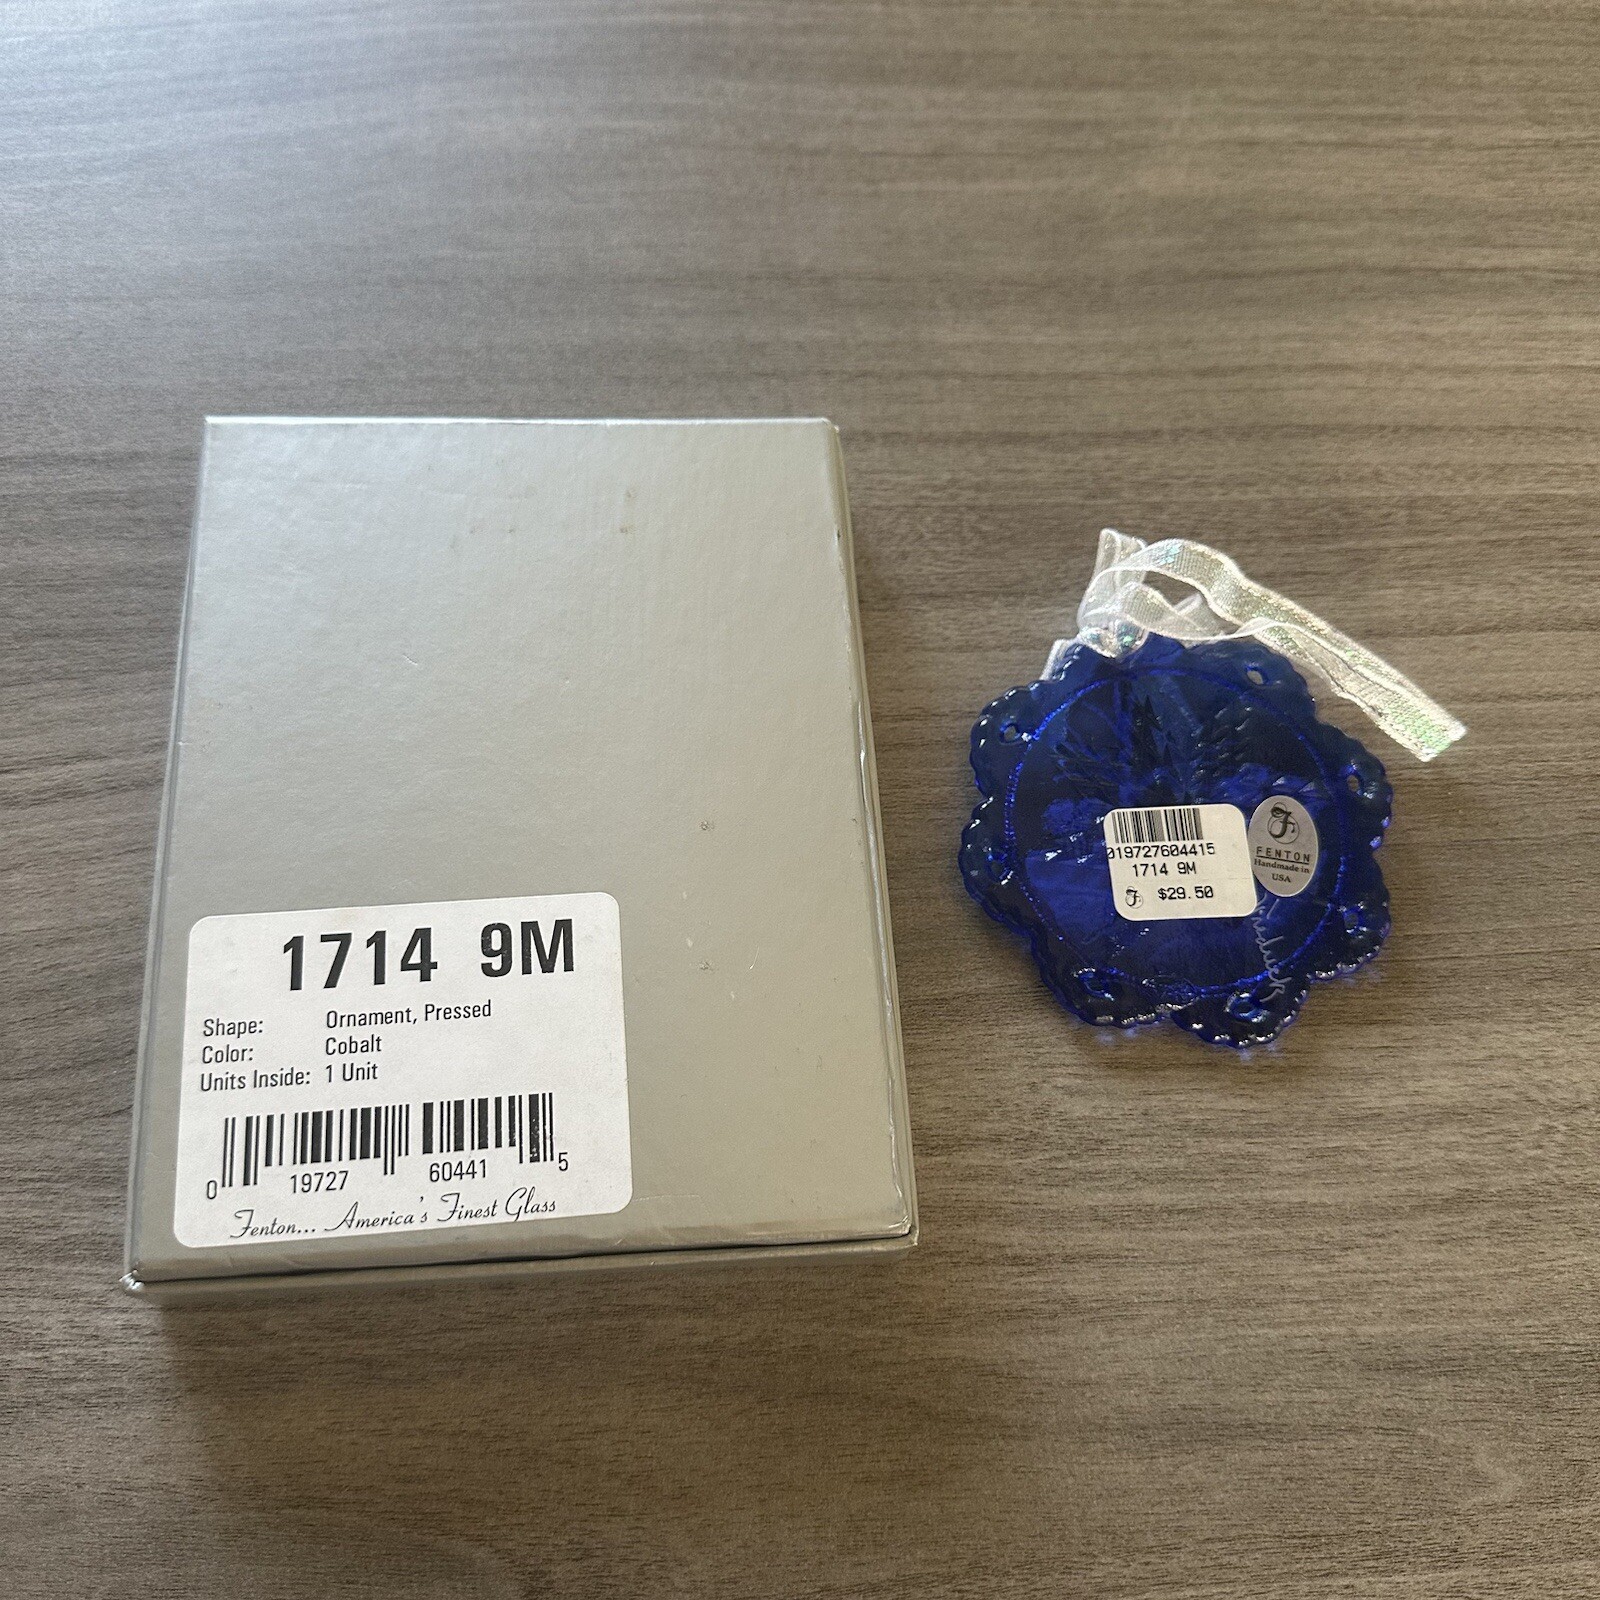 1714 9M
Shape: Ornament, Pressed
Color: Cobalt
Units Inside: 1 Unit
0 19727 60441 5
Fenton... America's Finest Glass
019727604415
1714 9M
F $29.50
F
FENTON
Handmade in
USA